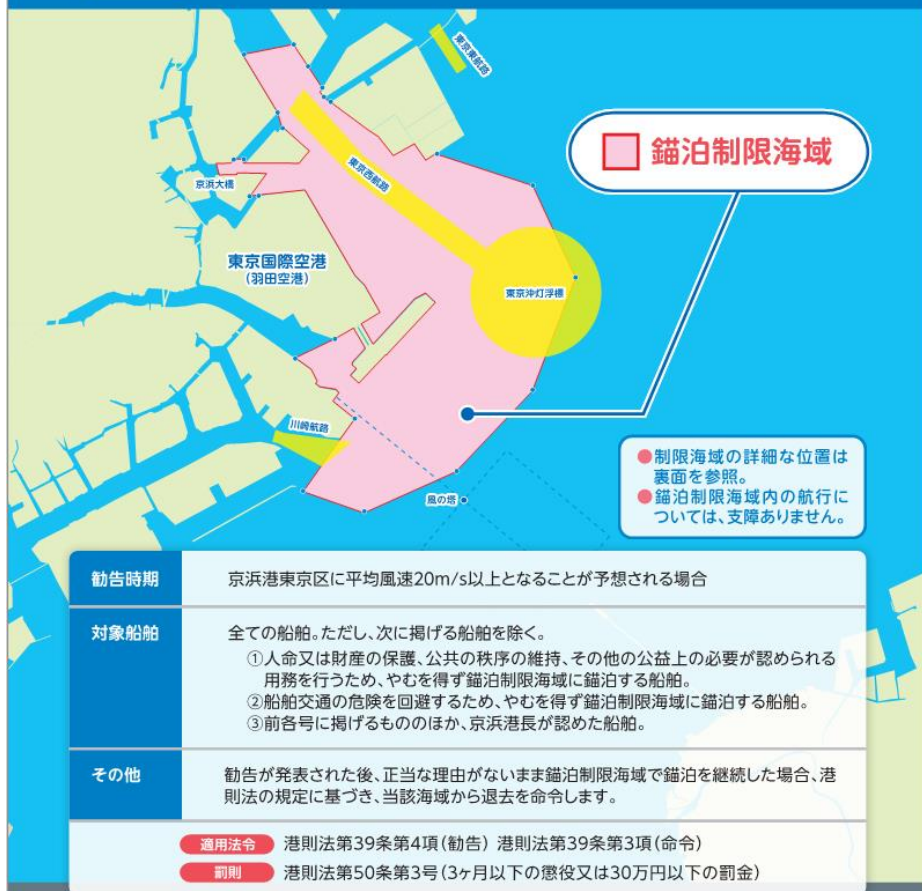 東京東航路
錨泊制限海域
東京西航路
京浜大橋
東京国際空港
(羽田空港)
東京沖灯浮標
川崎航路
風の塔
●制限海域の詳細な位置は
裏面を参照。
●錨泊制限海域内の航行に
ついては、支障ありません。
勧告時期
京浜港東京区に平均風速20m/s以上となることが予想される場合
対象船舶
全ての船舶。ただし、次に掲げる船舶を除く。
①人命又は財産の保護、公共の秩序の維持、その他の公益上の必要が認められる
用務を行うため、やむを得ず錨泊制限海域に錨泊する船舶。
②船舶交通の危険を回避するため、やむを得ず錨泊制限海域に錨泊する船舶。
③前各号に掲げるもののほか、京浜港長が認めた船舶。
その他
勧告が発表された後、正当な理由がないまま錨泊制限海域で錨泊を継続した場合、港
則法の規定に基づき、当該海域から退去を命令します。
適用法令 港則法第39条第4項(勧告) 港則法第39条第3項(命令)
罰則 港則法第50条第3号(3ヶ月以下の懲役又は30万円以下の罰金)